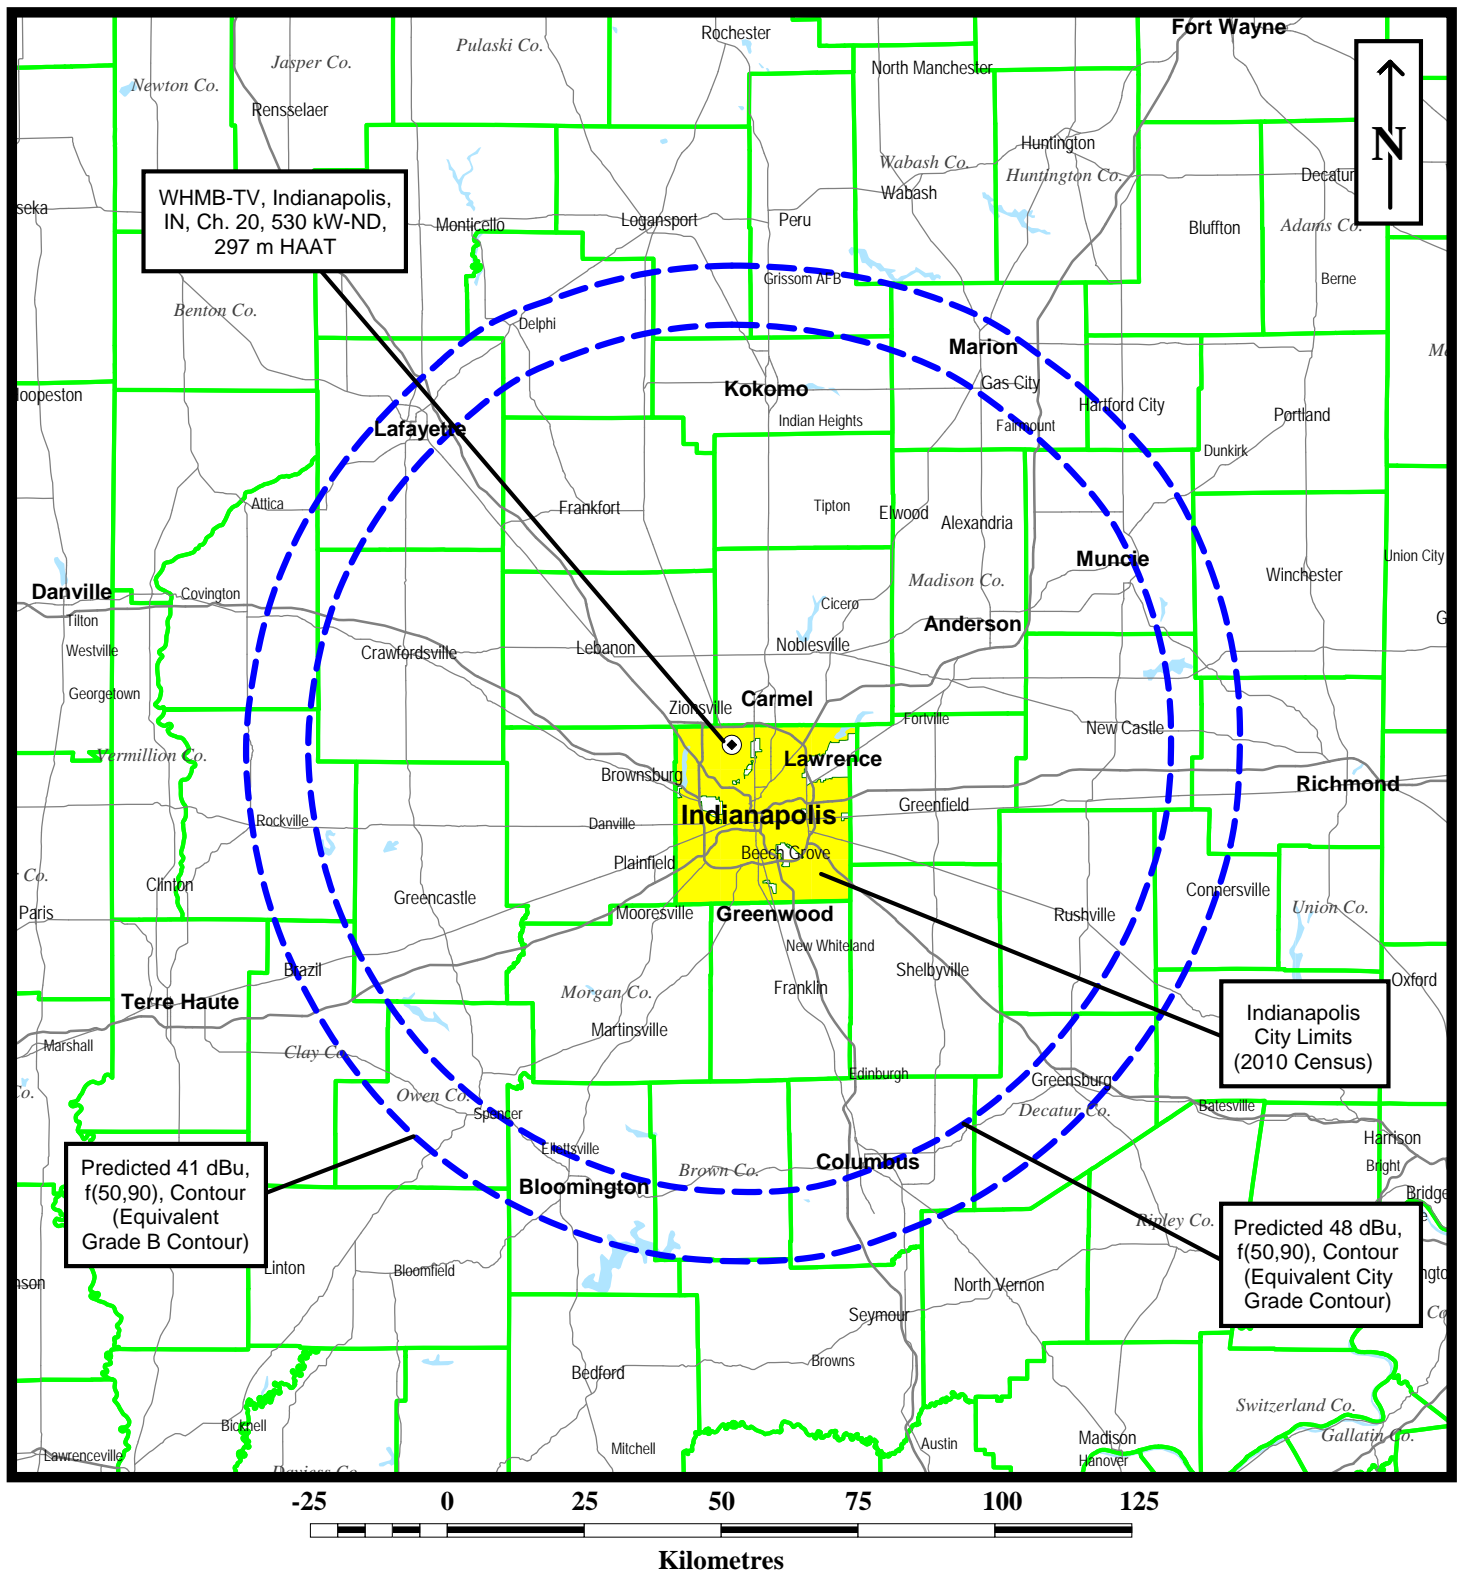 Fort Wayne
Rochester
Pulaski Co.
Jasper Co.
North Manchester
Newton Co.
Rensselaer
N
Huntington
Wabash Co.
Huntington Co.
Decatur
Wabash
WHMB-TV, Indianapolis,
IN, Ch. 20, 530 kW-ND,
297 m HAAT
seka
Monticello
Logansport
Peru
Bluffton
Adams Co.
Grissom AFB
Berne
Benton Co.
Delphi
Marion
Kokomo
Gas City
loopeston
Hartford City
Portland
Lafayette
Indian Heights
Fairmount
Dunkirk
Attica
Frankfort
Tipton
Elwood
Alexandria
Muncie
Union City
Winchester
Madison Co.
Danville
Covington
Cicero
Tilton
Anderson
Westville
Crawfordsville
Lebanon
Noblesville
Georgetown
Carmel
Zionsville
Fortville
New Castle
Vermillion Co.
Lawrence
Brownsburg
Richmond
Greenfield
Indianapolis
Rockville
Danville
Beech Grove
Plainfield
Co.
Clinton
Connersville
Greencastle
Union Co.
Paris
Mooresville
Greenwood
Rushville
New Whiteland
Brazil
Shelbyville
Oxford
Terre Haute
Morgan Co.
Franklin
Indianapolis
City Limits
(2010 Census)
Martinsville
Marshall
Clay Co.
Edinburgh
Greensburg
Co.
Owen Co.
Spencer
Decatur Co.
Batesville
Harrison
Ellettsville
Columbus
Bright
Brown Co.
Predicted 41 dBu,
f(50,90), Contour
(Equivalent
Grade B Contour)
Bloomington
Bridge
Ripley Co.
Predicted 48 dBu,
f(50,90), Contour
(Equivalent City
Grade Contour)
Linton
Bloomfield
nson
North Vernon
Seymour
Browns
Bedford
Switzerland Co.
Bicknell
Gallatin Co.
Madison
Austin
Mitchell
Lawrenceville
Hanover
Daviess Co.
-25 0 25 50 75 100 125
Kilometres